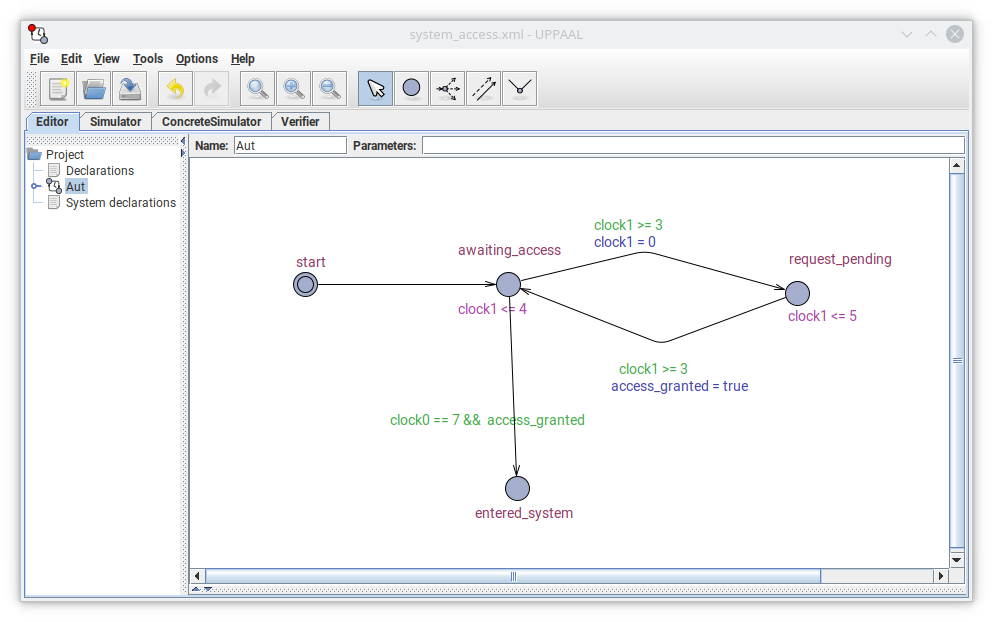 system_access.xml - UPPAAL
File Edit View Tools Options Help
Editor Simulator ConcreteSimulator Verifier
Project
Declarations
Aut
System declarations
Name: Aut Parameters:
clock1 >= 3
clock1 = 0
start
awaiting_access
request_pending
clock1 <= 4
clock1 <= 5
clock1 >= 3
access_granted = true
clock0 == 7 && access_granted
entered_system